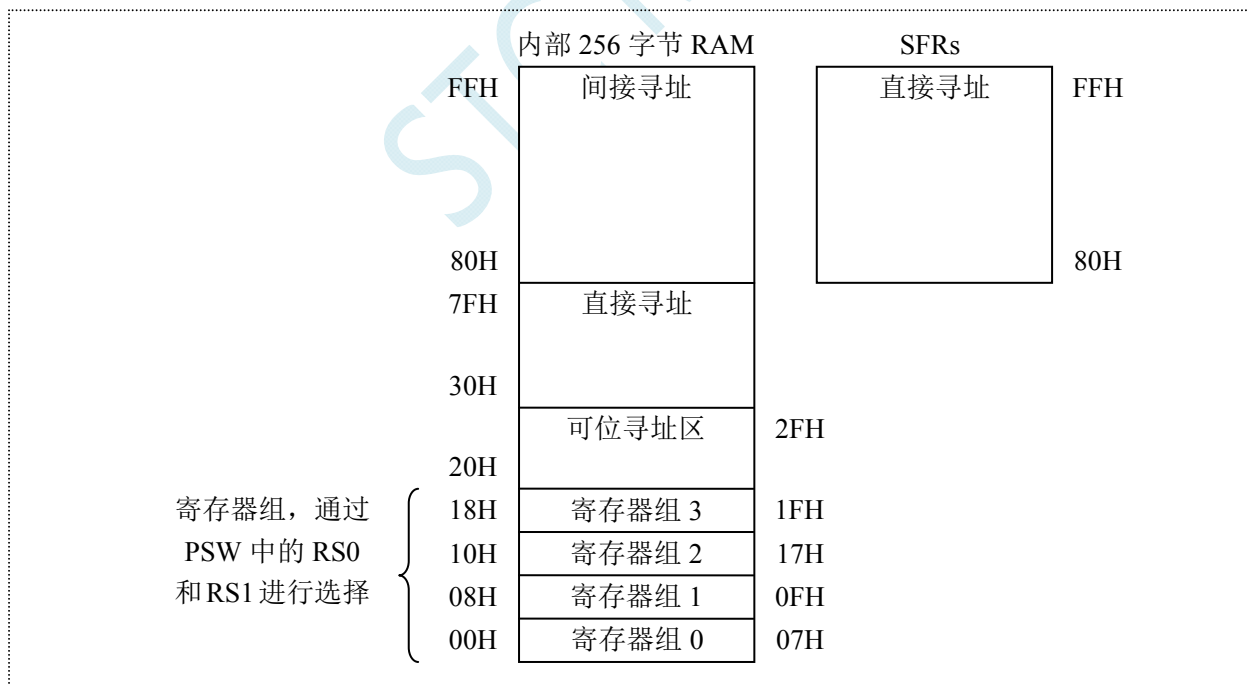 内部 256 字节 RAM SFRs
FFH 间接寻址 直接寻址 FFH
80H 80H
7FH 直接寻址
30H
可位寻址区 2FH
20H
寄存器组，通过 18H 寄存器组 3 1FH
PSW 中的 RS0 10H 寄存器组 2 17H
和RS1进行选择 08H 寄存器组 1 0FH
00H 寄存器组 0 07H